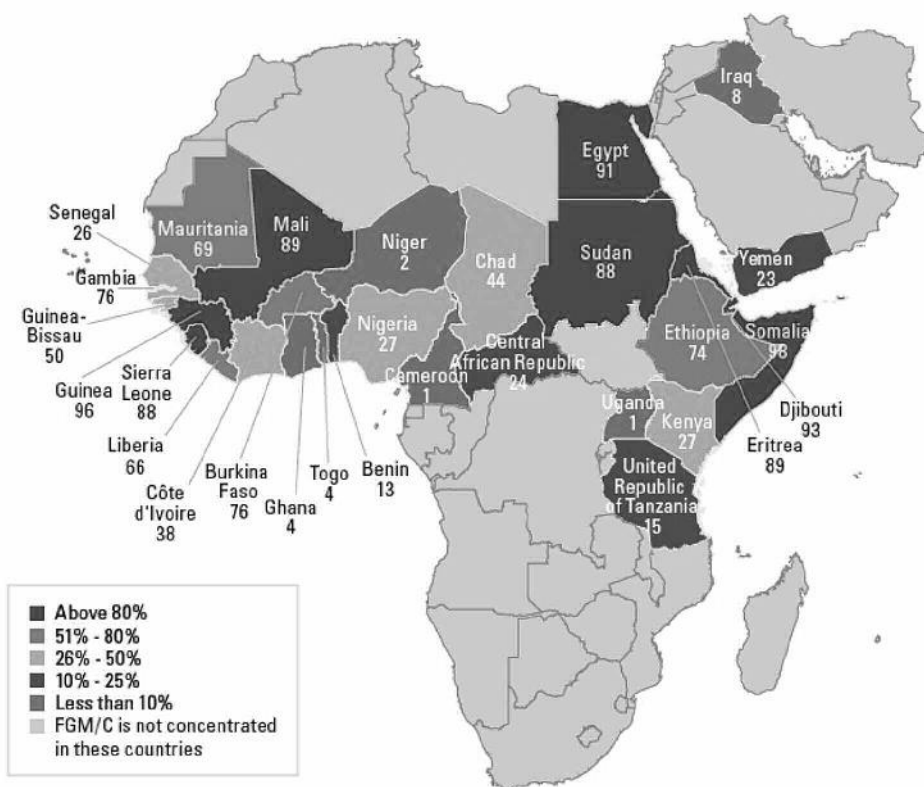 Iraq
8
Egypt
91
Senegal
26
Mauritania
69
Mali
89
Niger
2
Chad
44
Sudan
88
Yemen
23
Gambia
76
Guinea-
Bissau
50
Nigeria
27
Ethiopia
74
Somalia
98
Guinea
96
Sierra
Leone
88
Central
African Republic
24
Cameroon
1
Uganda
1
Kenya
27
Djibouti
93
Eritrea
89
Liberia
66
Côte
d'Ivoire
38
Burkina
Faso
76
Ghana
4
Togo
4
Benin
13
United
Republic
of Tanzania
15
Above 80%
51% - 80%
26% - 50%
10% - 25%
Less than 10%
FGM/C is not concentrated
in these countries